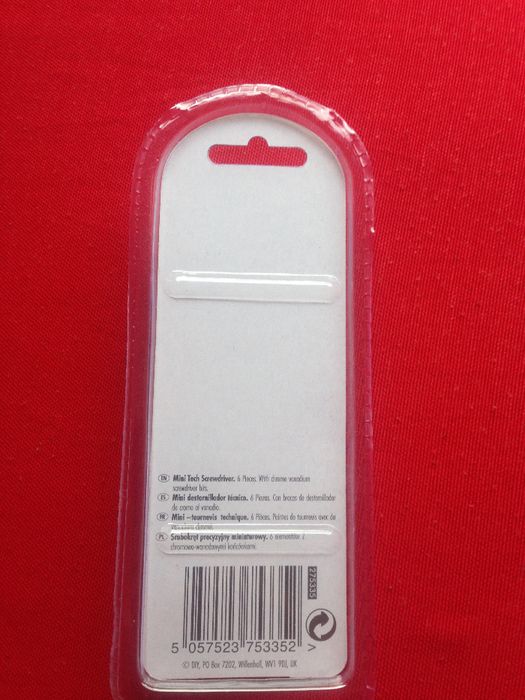 EN Mini Tech Screwdriver. 6 Pieces. With chrome vanadium
screwdriver bits.
ES Mini destornillador técnico. 6 Piezas. Con brocas de destornillador
de cromo al vanadio.
FR Mini –tournevis technique. 6 Pièces. Pointes de tournevis avec de
vanadium chromé.
PL Śrubokręt precyzyjny miniaturowy. 6 elementów z
chromowo-wanadowymi końcówkami.
275335
5 057523 753352 >
© DIY, PO Box 7202, Willenhall, WV1 9DJ, UK